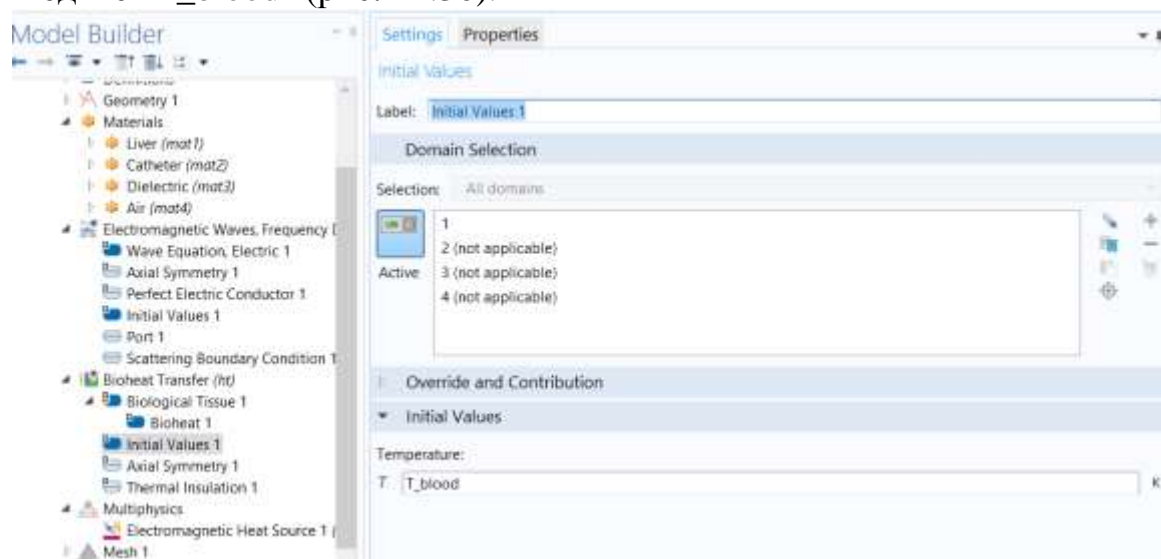 Model Builder
Geometry 1
Materials
Liver (mat1)
Catheter (mat2)
Dielectric (mat3)
Air (mat4)
Electromagnetic Waves, Frequency
Wave Equation, Electric 1
Axial Symmetry 1
Perfect Electric Conductor 1
Initial Values 1
Port 1
Scattering Boundary Condition 1
Bioheat Transfer (ht)
Biological Tissue 1
Bioheat 1
Initial Values 1
Axial Symmetry 1
Thermal Insulation 1
Multiphysics
Electromagnetic Heat Source 1
Mesh 1
Settings Properties
Initial Values
Label: Initial Values 1
Domain Selection
Selection: All domains
1
2 (not applicable)
3 (not applicable)
4 (not applicable)
Active
Override and Contribution
Initial Values
Temperature:
T T_blood K